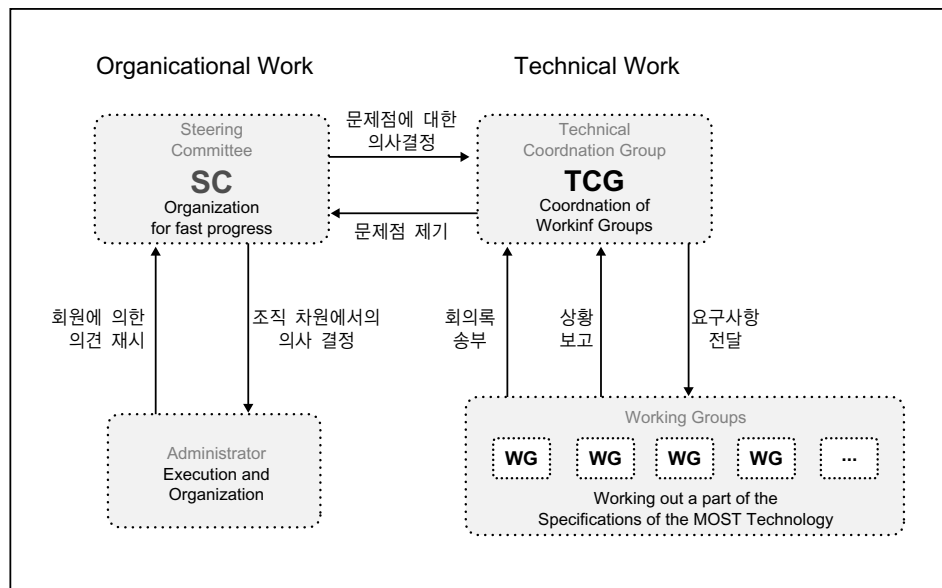 Organicational Work
Technical Work
Steering
Committee
SC
Organization
for fast progress
문제점에 대한
의사결정
문제점 제기
Technical
Coordnation Group
TCG
Coordnation of
Workinf Groups
회원에 의한
의견 재시
조직 차원에서의
의사 결정
회의록
송부
상황
보고
요구사항
전달
Administrator
Execution and
Organization
Working Groups
WG WG WG WG ...
Working out a part of the
Specifications of the MOST Technology